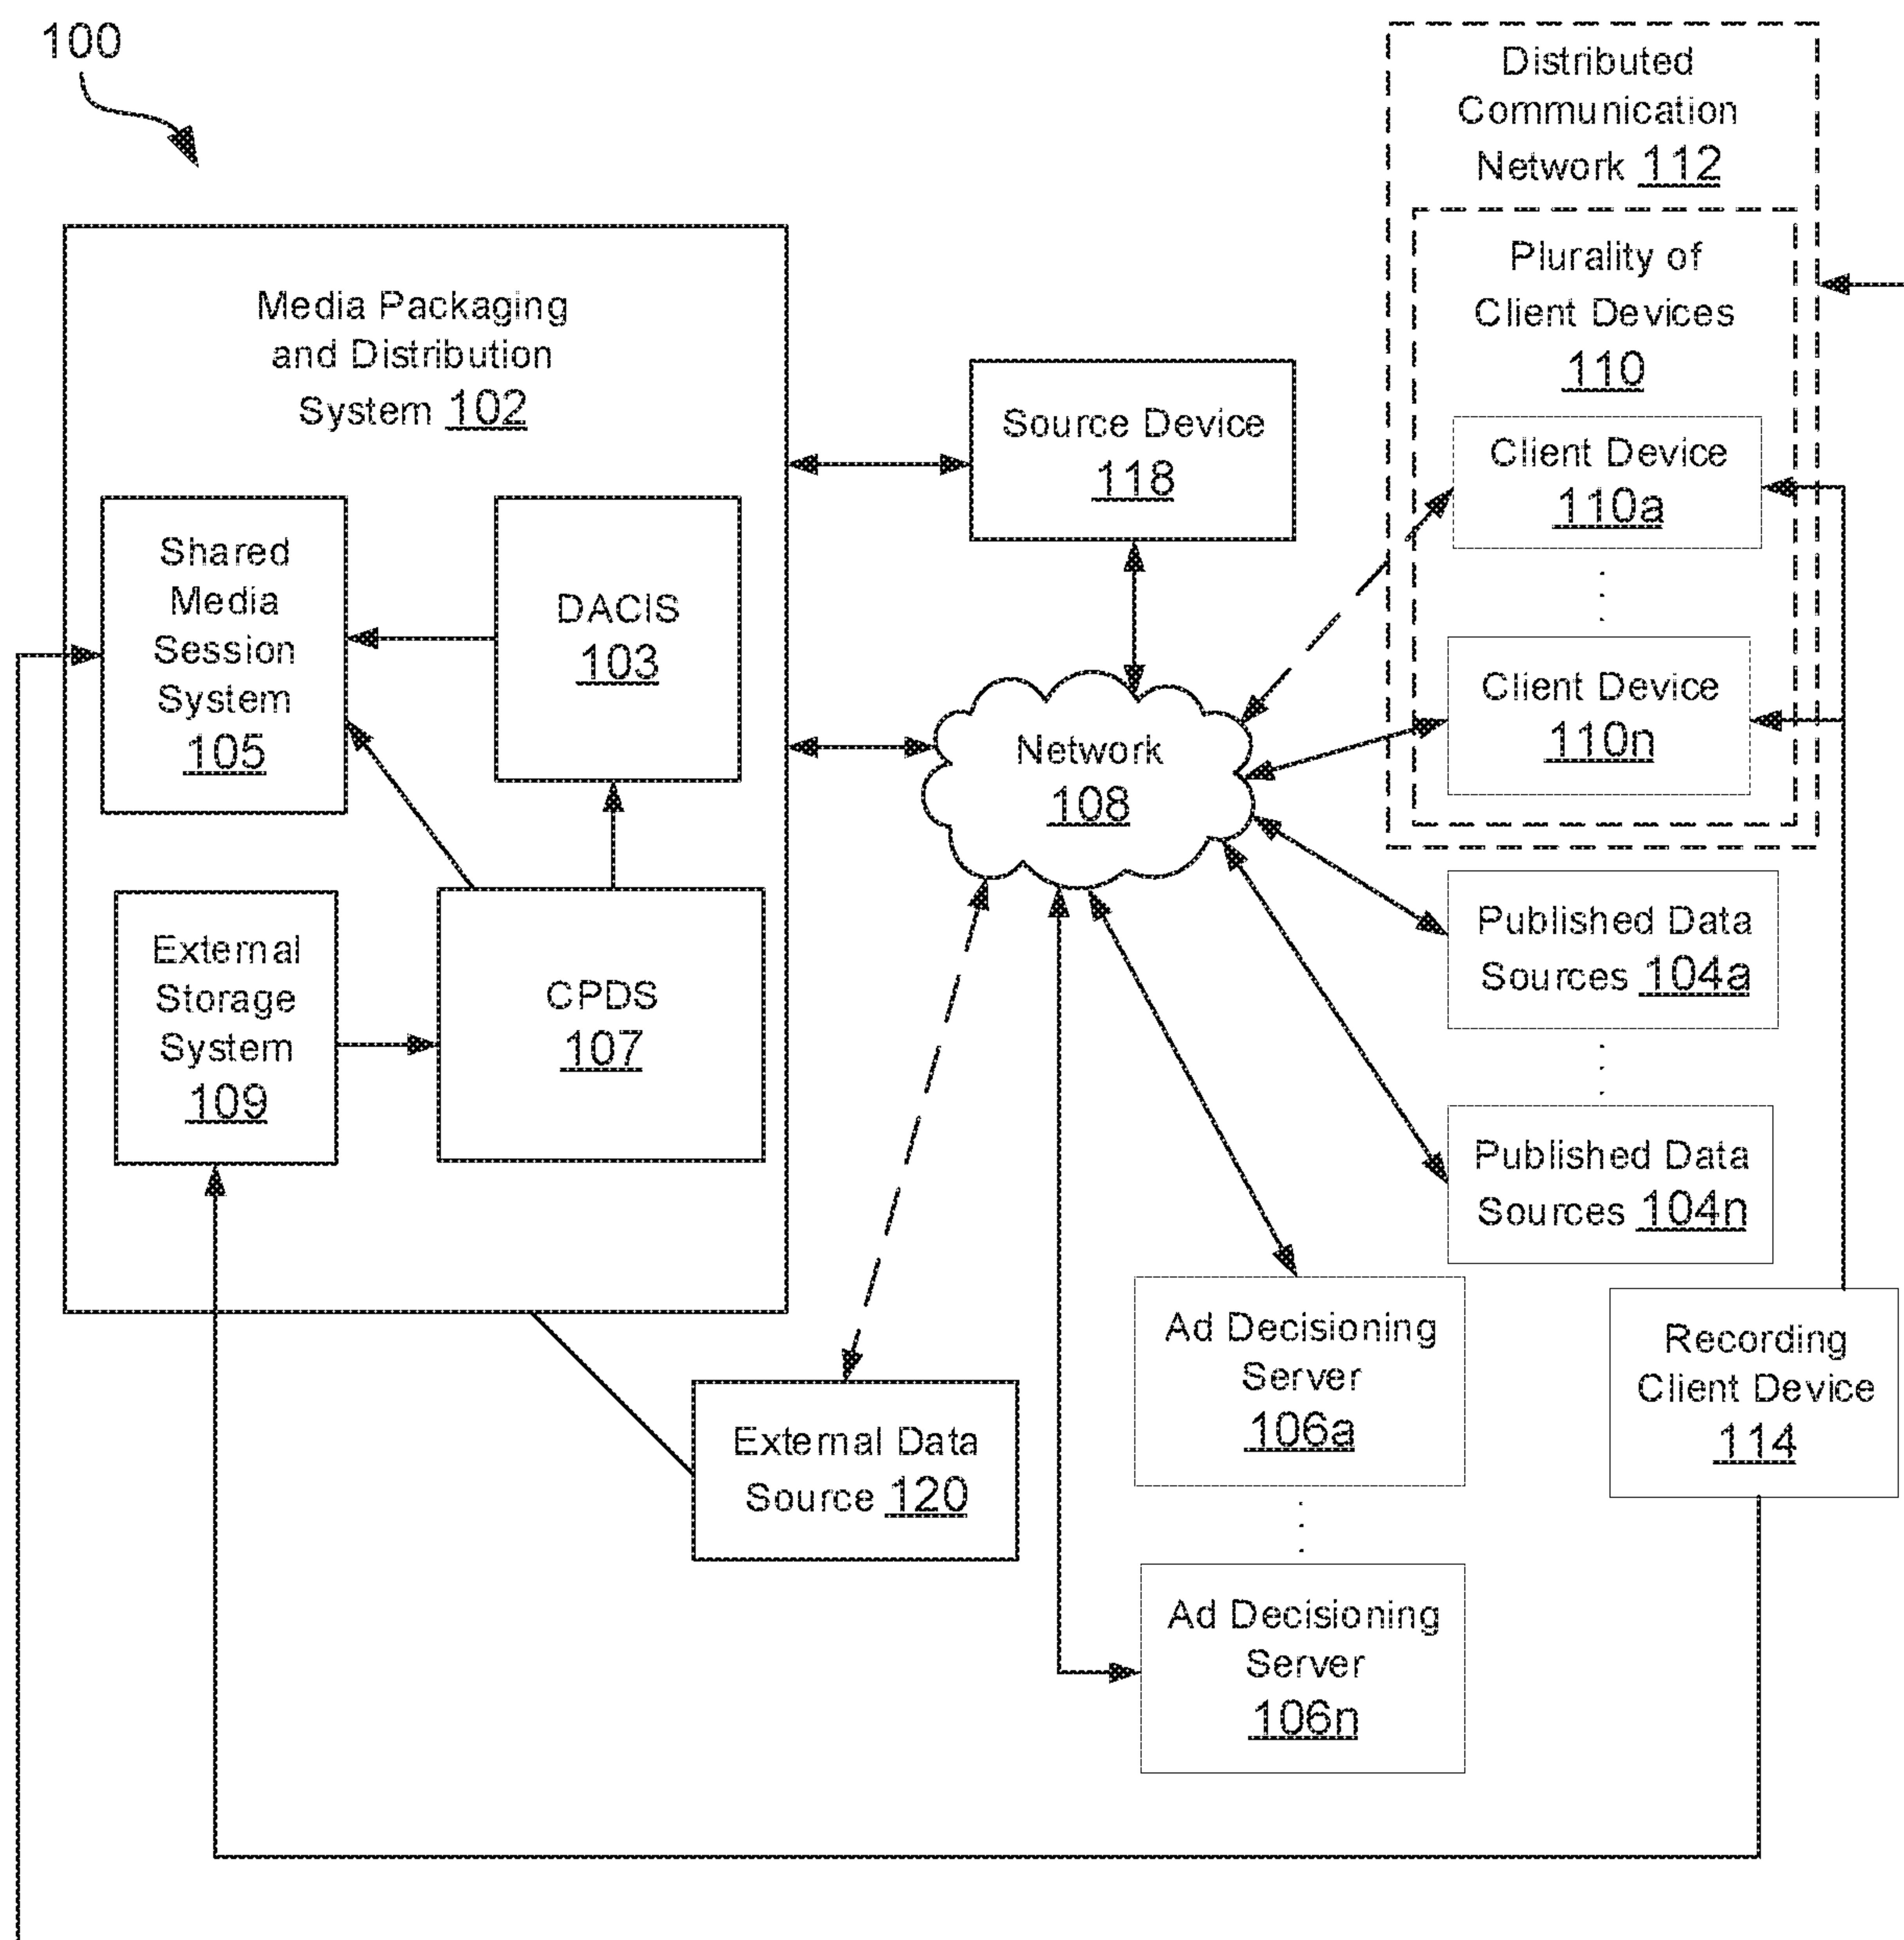 100
Distributed
Communication
Network 112
Plurality of
Client Devices
110
Client Device
110a
Client Device
110n
Media Packaging
and Distribution
System 102
Source Device
118
Shared
Media
Session
System
105
DACIS
103
Network
108
External
Storage
System
109
CPDS
107
Published Data
Sources 104a
Published Data
Sources 104n
Ad Decisioning
Server
106a
Recording
Client Device
114
External Data
Source 120
Ad Decisioning
Server
106n